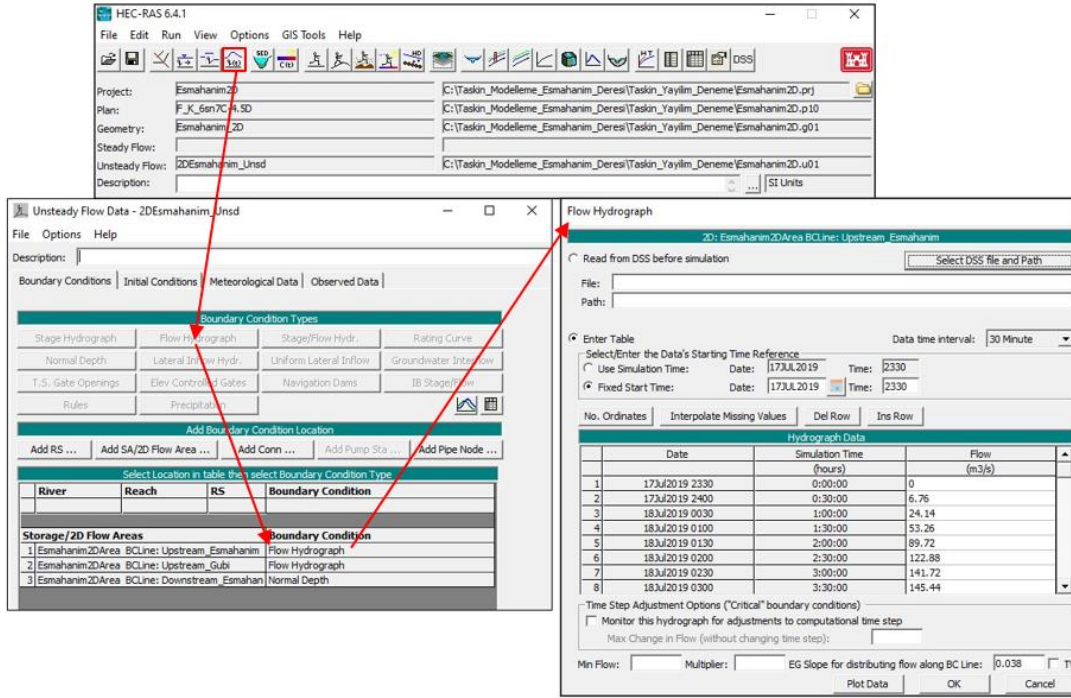 HEC-RAS 6.4.1
File Edit Run View Options GIS Tools Help
DSS
Project: Esmahanim2D C:\Taskin_Modelleme_Esmahanim_Deresi\Taskin_Yayilim_Deneme\Esmahanim2D.prj
Plan: F_K_6sn7C-4.5D C:\Taskin_Modelleme_Esmahanim_Deresi\Taskin_Yayilim_Deneme\Esmahanim2D.p10
Geometry: Esmahanim_2D C:\Taskin_Modelleme_Esmahanim_Deresi\Taskin_Yayilim_Deneme\Esmahanim2D.g01
Steady Flow:
Unsteady Flow: 2DEsmahanim_Unsd C:\Taskin_Modelleme_Esmahanim_Deresi\Taskin_Yayilim_Deneme\Esmahanim2D.u01
Description: ... SI Units
Unsteady Flow Data - 2DEsmahanim_Unsd
File Options Help
Description:
Boundary Conditions Initial Conditions Meteorological Data Observed Data
Boundary Condition Types
Stage Hydrograph Flow Hydrograph Stage/Flow Hydr. Rating Curve
Normal Depth Lateral Inflow Hydr. Uniform Lateral Inflow Groundwater Interflow
T.S. Gate Openings Elev Controlled Gates Navigation Dams IB Stage/Flow
Rules Precipitation
Add Boundary Condition Location
Add RS ... Add SA/2D Flow Area ... Add Conn ... Add Pump Sta ... Add Pipe Node ...
Select Location in table then select Boundary Condition Type
River Reach RS Boundary Condition
Storage/2D Flow Areas Boundary Condition
1 Esmahanim2DArea BCLine: Upstream_Esmahanim Flow Hydrograph
2 Esmahanim2DArea BCLine: Upstream_Gubi Flow Hydrograph
3 Esmahanim2DArea BCLine: Downstream_Esmahan Normal Depth
Flow Hydrograph
2D: Esmahanim2DArea BCLine: Upstream_Esmahanim
Read from DSS before simulation Select DSS file and Path
File:
Path:
Enter Table Data time interval: 30 Minute
Select/Enter the Data's Starting Time Reference
Use Simulation Time: Date: 17JUL2019 Time: 2330
Fixed Start Time: Date: 17JUL2019 Time: 2330
No. Ordinates Interpolate Missing Values Del Row Ins Row
Hydrograph Data
Date Simulation Time Flow
(hours) (m3/s)
1 17Jul2019 2330 0:00:00 0
2 17Jul2019 2400 0:30:00 6.76
3 18Jul2019 0030 1:00:00 24.14
4 18Jul2019 0100 1:30:00 53.26
5 18Jul2019 0130 2:00:00 89.72
6 18Jul2019 0200 2:30:00 122.88
7 18Jul2019 0230 3:00:00 141.72
8 18Jul2019 0300 3:30:00 145.44
Time Step Adjustment Options ("Critical" boundary conditions)
Monitor this hydrograph for adjustments to computational time step
Max Change in Flow (without changing time step):
Min Flow: Multiplier: EG Slope for distributing flow along BC Line: 0.038
Plot Data OK Cancel